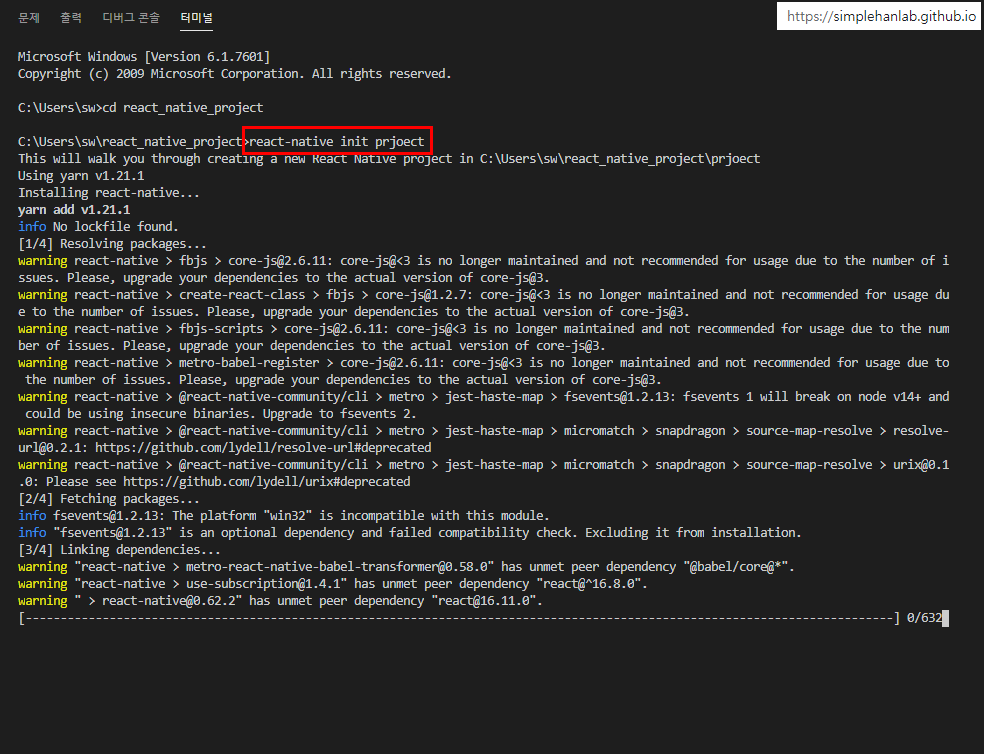 문제 출력 디버그 콘솔 터미널
https://simplehanlab.github.io
Microsoft Windows [Version 6.1.7601]
Copyright (c) 2009 Microsoft Corporation. All rights reserved.
C:\Users\sw>cd react_native_project
C:\Users\sw\react_native_project>react-native init prjoect
This will walk you through creating a new React Native project in C:\Users\sw\react_native_project\prjoect
Using yarn v1.21.1
Installing react-native...
yarn add v1.21.1
info No lockfile found.
[1/4] Resolving packages...
warning react-native > fbjs > core-js@2.6.11: core-js@<3 is no longer maintained and not recommended for usage due to the number of i
ssues. Please, upgrade your dependencies to the actual version of core-js@3.
warning react-native > create-react-class > fbjs > core-js@1.2.7: core-js@<3 is no longer maintained and not recommended for usage du
e to the number of issues. Please, upgrade your dependencies to the actual version of core-js@3.
warning react-native > fbjs-scripts > core-js@2.6.11: core-js@<3 is no longer maintained and not recommended for usage due to the num
ber of issues. Please, upgrade your dependencies to the actual version of core-js@3.
warning react-native > metro-babel-register > core-js@2.6.11: core-js@<3 is no longer maintained and not recommended for usage due to
 the number of issues. Please, upgrade your dependencies to the actual version of core-js@3.
warning react-native > @react-native-community/cli > metro > jest-haste-map > fsevents@1.2.13: fsevents 1 will break on node v14+ and
 could be using insecure binaries. Upgrade to fsevents 2.
warning react-native > @react-native-community/cli > metro > jest-haste-map > micromatch > snapdragon > source-map-resolve > resolve-
url@0.2.1: https://github.com/lydell/resolve-url#deprecated
warning react-native > @react-native-community/cli > metro > jest-haste-map > micromatch > snapdragon > source-map-resolve > urix@0.1
.0: Please see https://github.com/lydell/urix#deprecated
[2/4] Fetching packages...
info fsevents@1.2.13: The platform "win32" is incompatible with this module.
info "fsevents@1.2.13" is an optional dependency and failed compatibility check. Excluding it from installation.
[3/4] Linking dependencies...
warning "react-native > metro-react-native-babel-transformer@0.58.0" has unmet peer dependency "@babel/core@*".
warning "react-native > use-subscription@1.4.1" has unmet peer dependency "react@^16.8.0".
warning " > react-native@0.62.2" has unmet peer dependency "react@16.11.0".
[----------------------------------------------------------------------------------------------------------------------------] 0/632